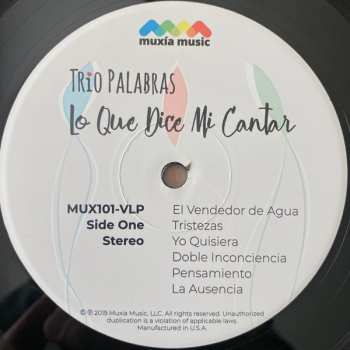 muxía music
TRiO PALABRAS
Lo Que Dice Mi Cantar
MUX101-VLP
Side One
Stereo
El Vendedor de Agua
Tristezas
Yo Quisiera
Doble Inconciencia
Pensamiento
La Ausencia
© ℗ 2019 Muxia Music, LLC. All rights reserved. Unauthorized
duplication is a violation of applicable laws.
Manufactured in U.S.A.